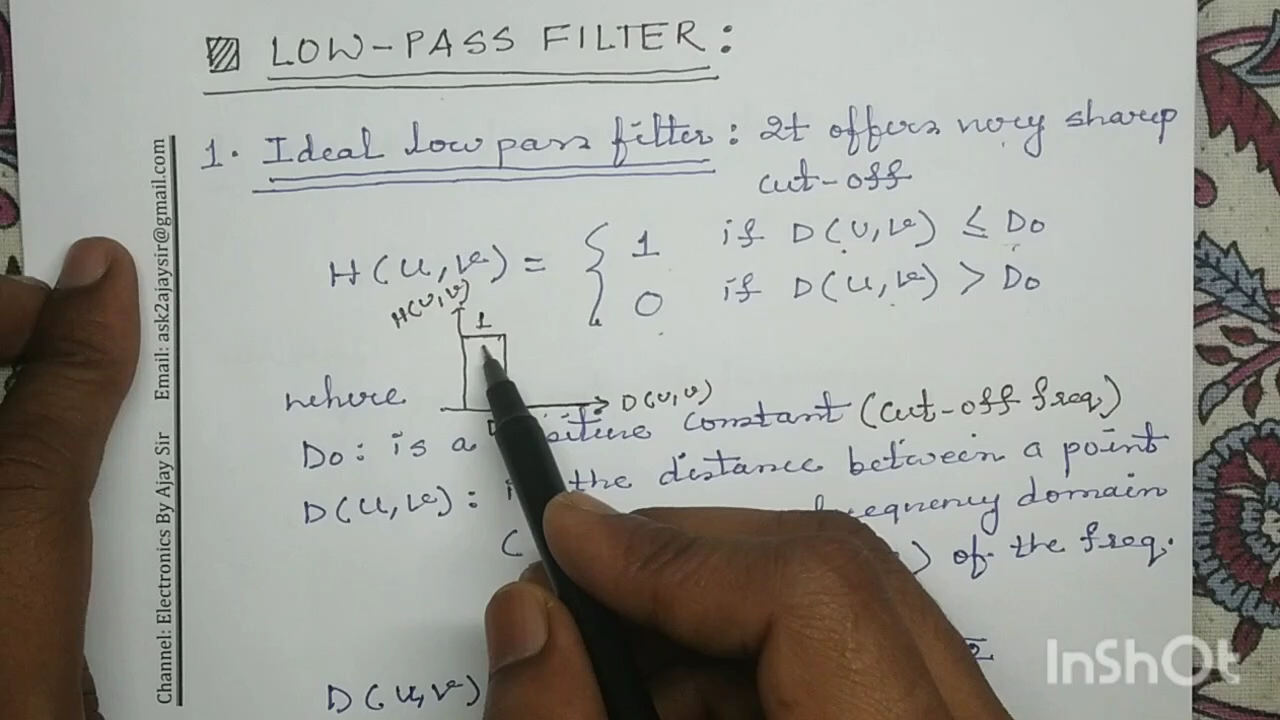 LOW-PASS FILTER:
1. Ideal low pass filter: It offers very sharp
cut-off
H(u,v) = { 1 if D(u,v) ≤ Do
0 if D(u,v) > Do
H(u,v)
1
where
D(u,v)
Do: is a constant (cut-off freq)
D(u,v): the distance between a point
( frequency domain
) of the freq.
D(u,v)
Channel: Electronics By Ajay Sir Email: ask2ajaysir@gmail.com
InShOt